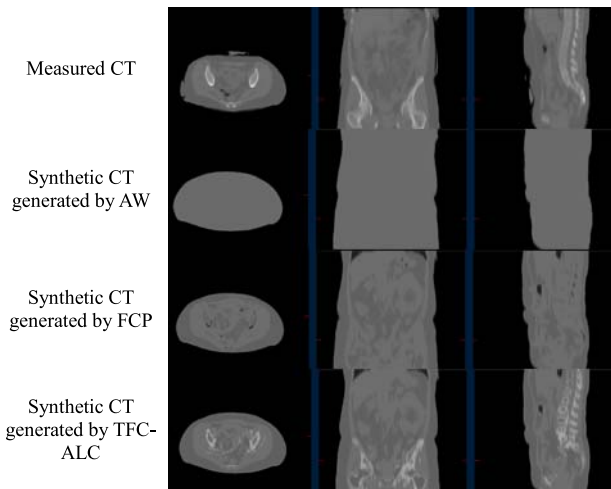 Measured CT
Synthetic CT
generated by AW
Synthetic CT
generated by FCP
Synthetic CT
generated by TFC-
ALC